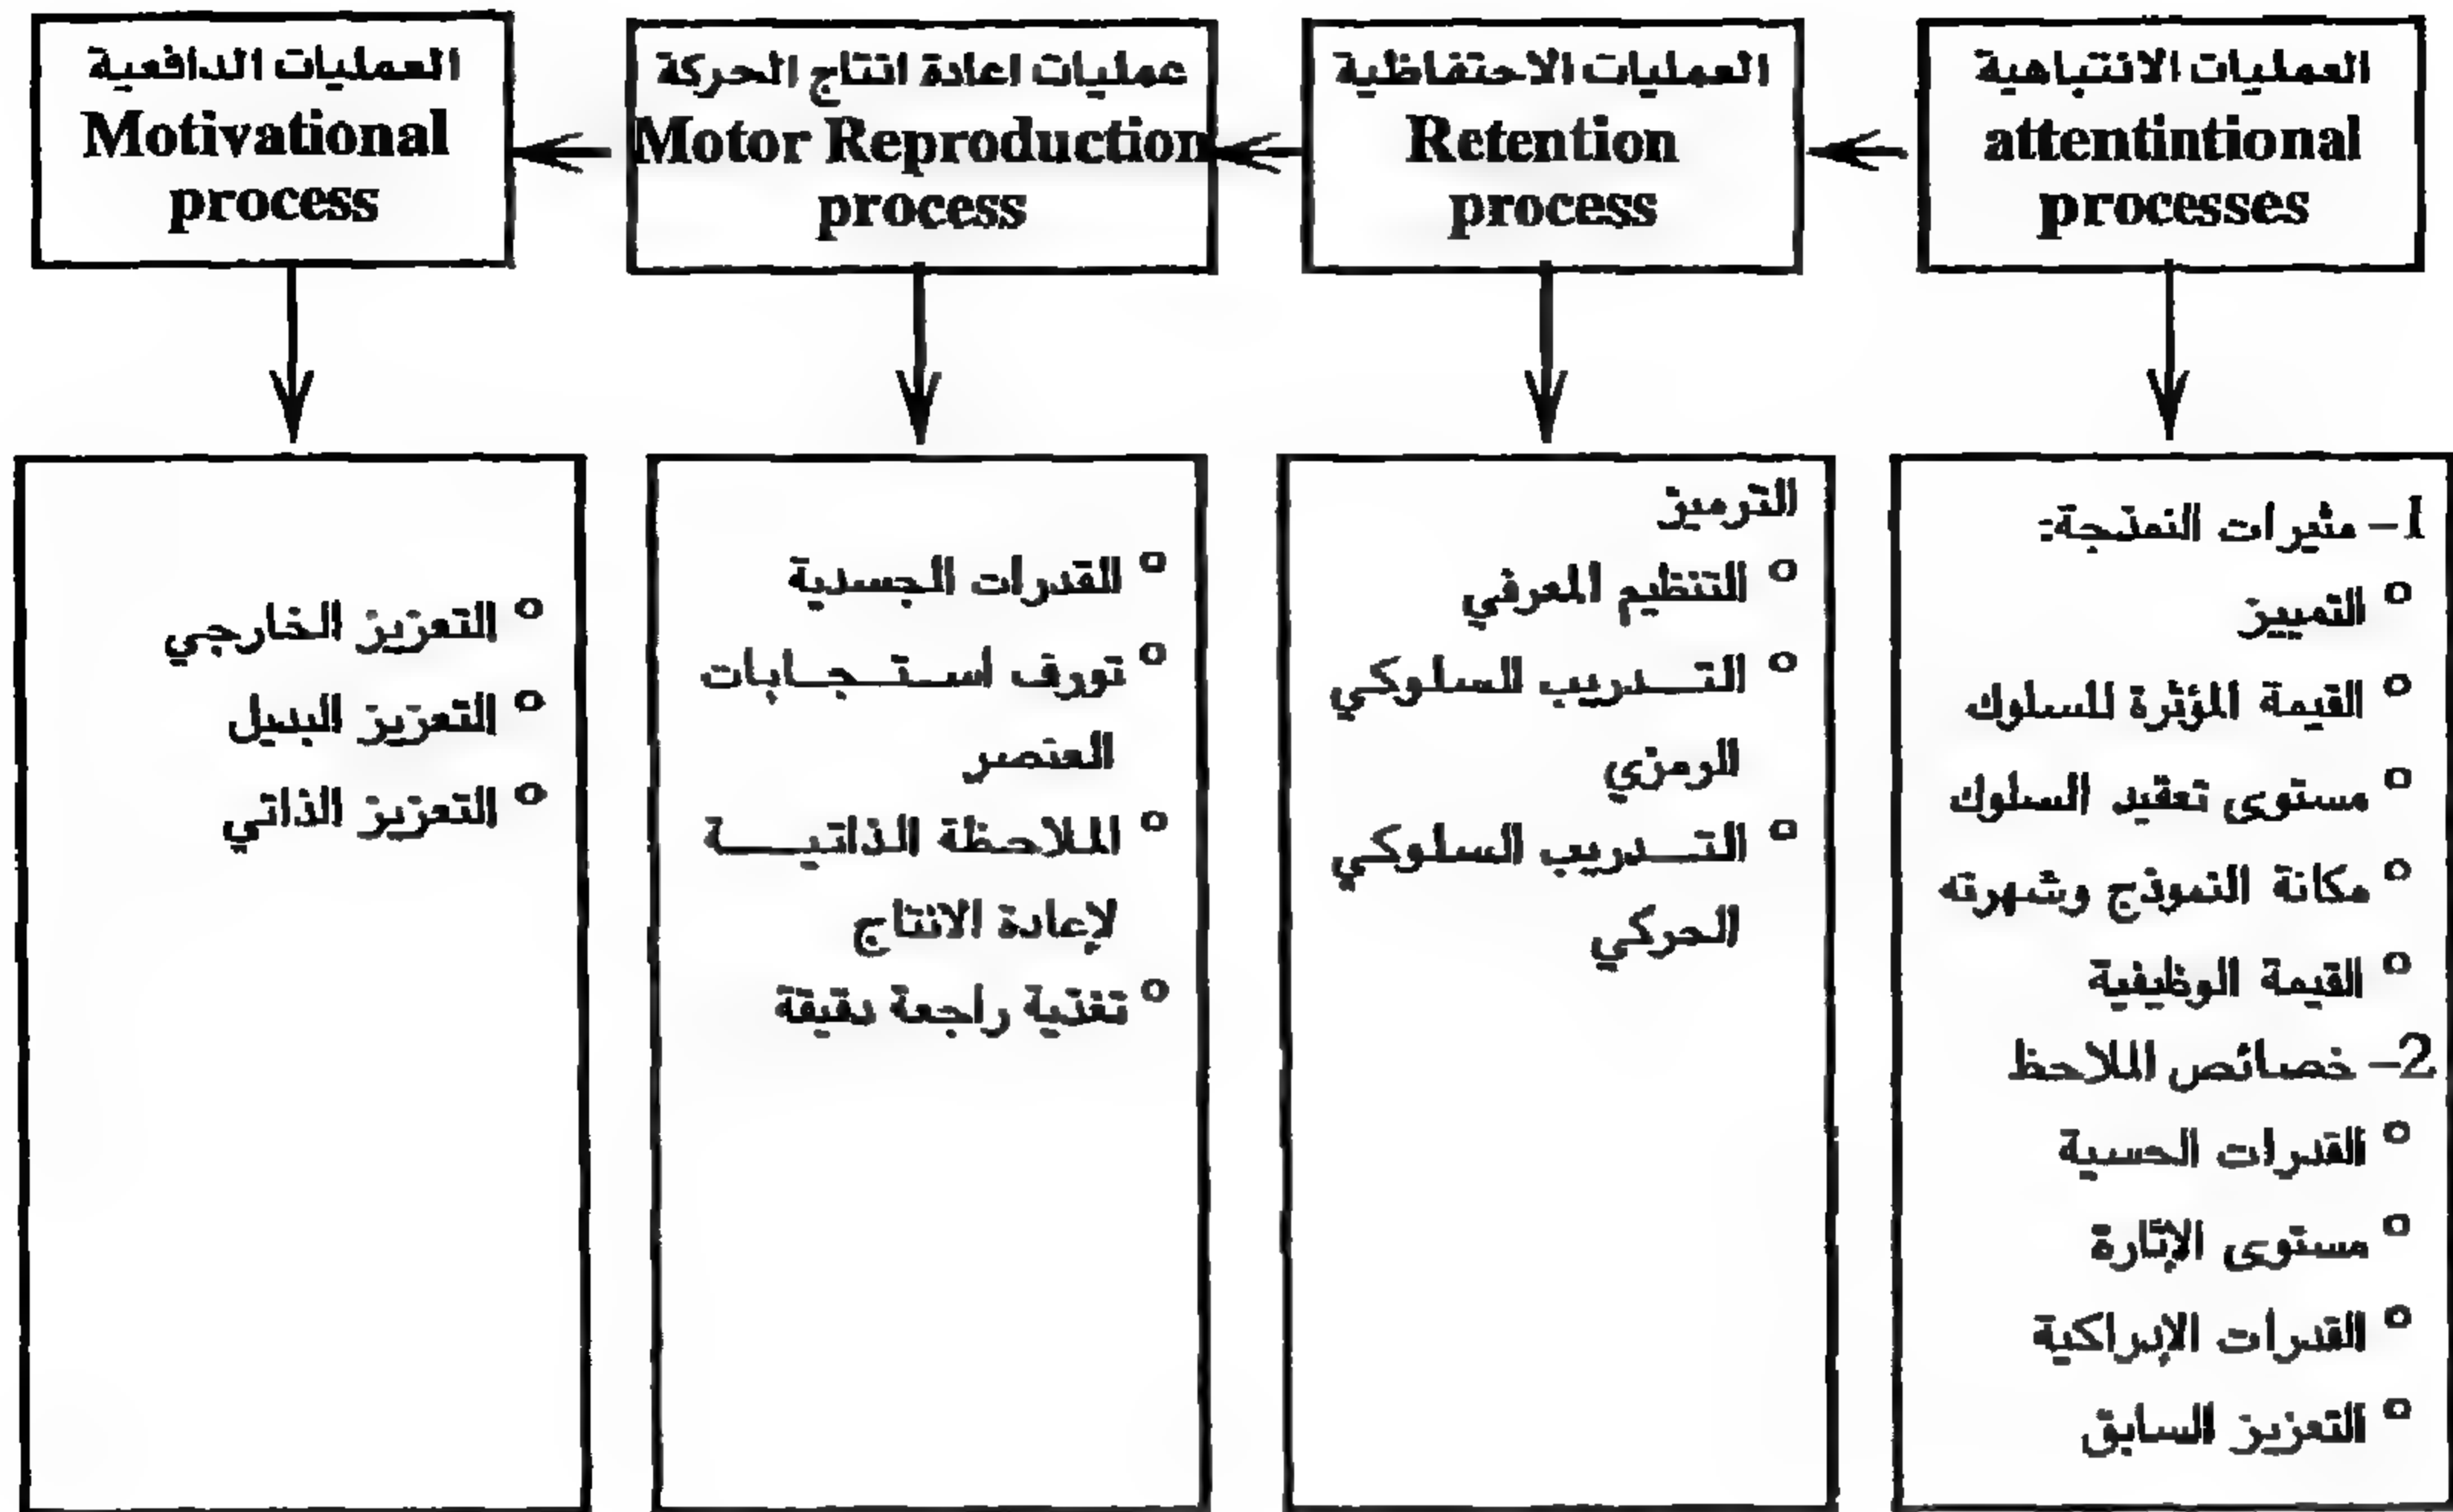 العمليات الانتباهية
attentintional
processes
العمليات الاحتفاظية
Retention
process
عمليات اعادة انتاج الحركة
Motor Reproduction
process
العمليات الدافعية
Motivational
process
1- مثيرات النمذجة:
○ التمييز
○ القيمة المؤثرة للسلوك
○ مستوى تعقيد السلوك
○ مكانة النموذج وشهرته
○ القيمة الوظيفية
2- خصائص الملاحظ
○ القدرات الحسية
○ مستوى الإثارة
○ القدرات الإدراكية
○ التعزيز السابق
الترميز
○ التنظيم المعرفي
○ التدريب السلوكي
الرمزي
○ التدريب السلوكي
الحركي
○ القدرات الجسدية
○ تورف استجابات
العنصر
○ الملاحظة الذاتية
لإعادة الانتاج
○ تغذية راجعة دقيقة
○ التعزيز الخارجي
○ التعزيز البديل
○ التعزيز الذاتي